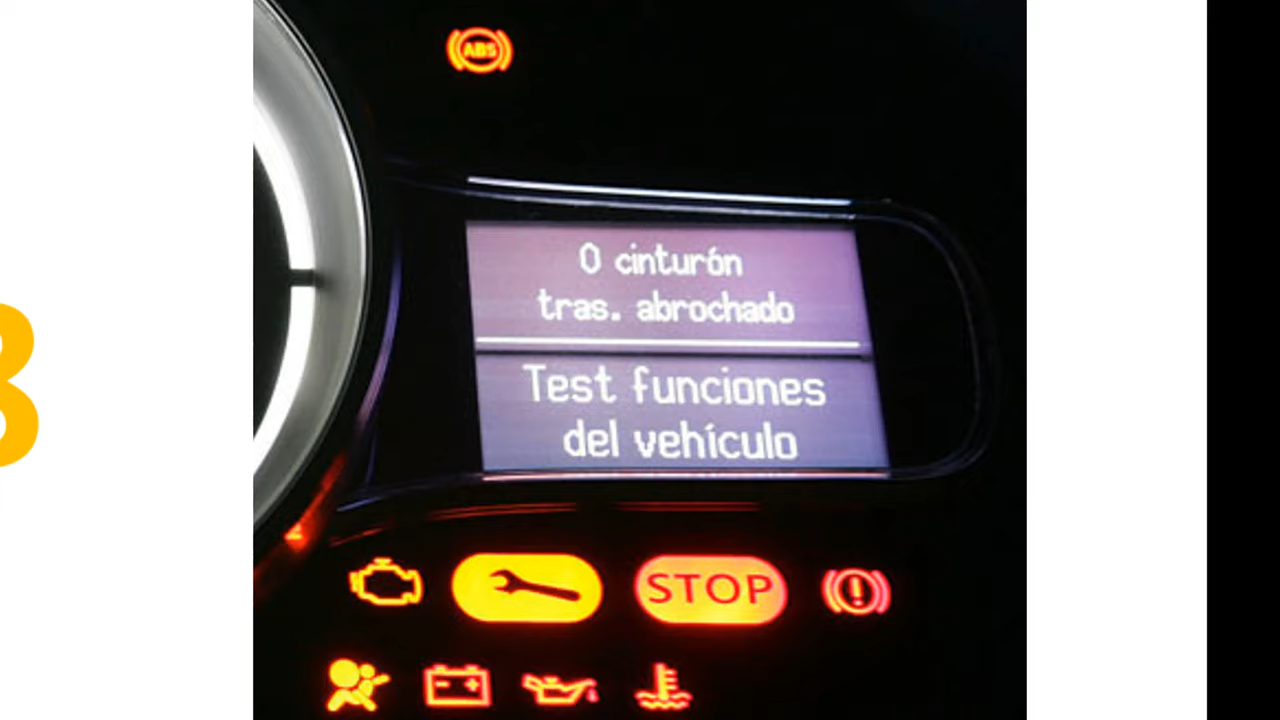 ABS
0 cinturón
tras. abrochado
Test funciones
del vehículo
STOP